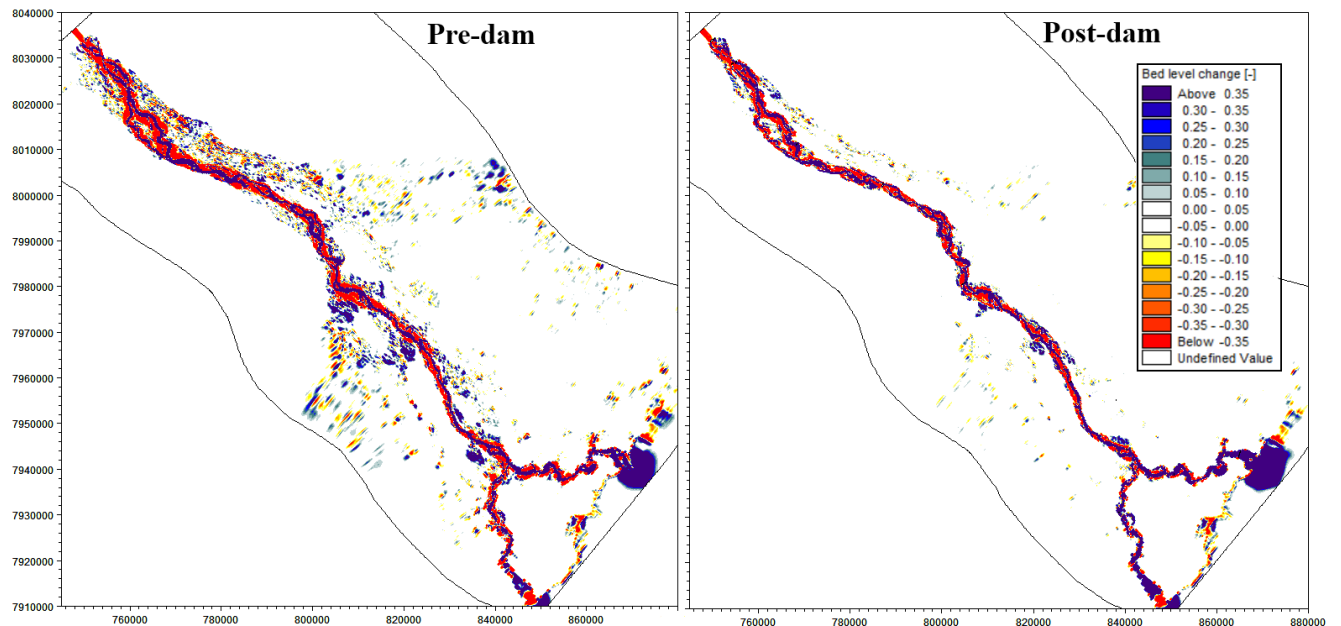 Pre-dam
Post-dam
8040000
8030000
8020000
8010000
8000000
7990000
7980000
7970000
7960000
7950000
7940000
7930000
7920000
7910000
760000 780000 800000 820000 840000 860000
Bed level change [-]
Above 0.35
0.30 - 0.35
0.25 - 0.30
0.20 - 0.25
0.15 - 0.20
0.10 - 0.15
0.05 - 0.10
0.00 - 0.05
-0.05 - 0.00
-0.10 - -0.05
-0.15 - -0.10
-0.20 - -0.15
-0.25 - -0.20
-0.30 - -0.25
-0.35 - -0.30
Below -0.35
Undefined Value
760000 780000 800000 820000 840000 860000 880000